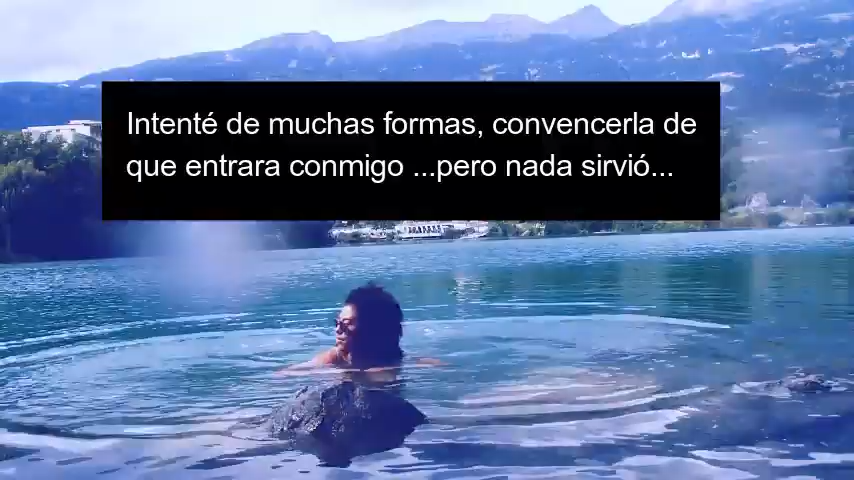 Intenté de muchas formas, convencerla de
que entrara conmigo ...pero nada sirvió...